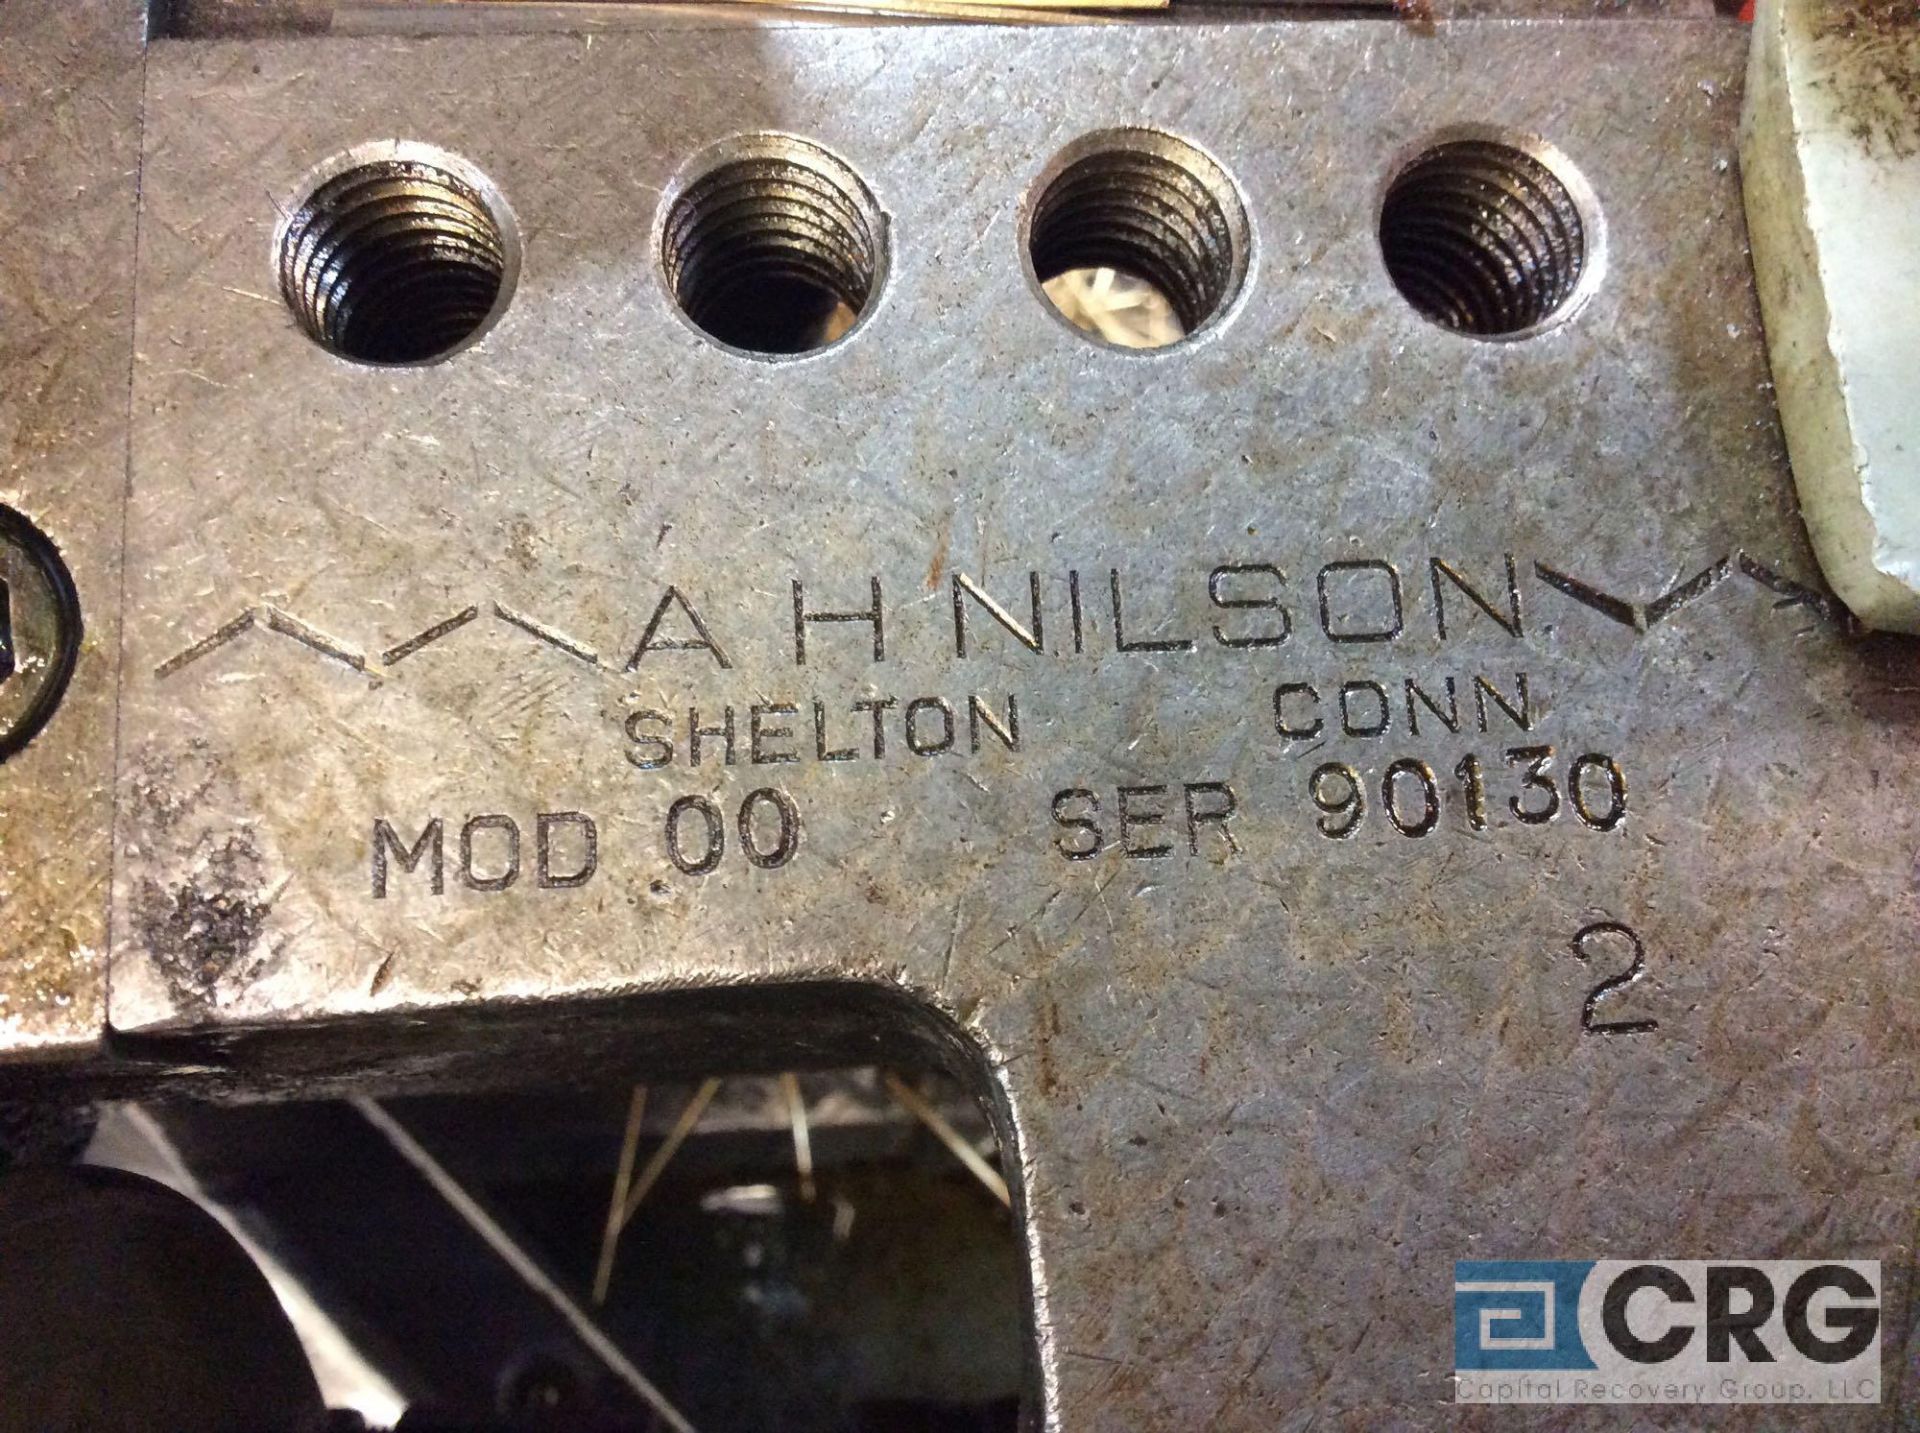 A H NILSON
SHELTON CONN
MOD 00 SER 90130
2
CRG
Capital Recovery Group, LLC